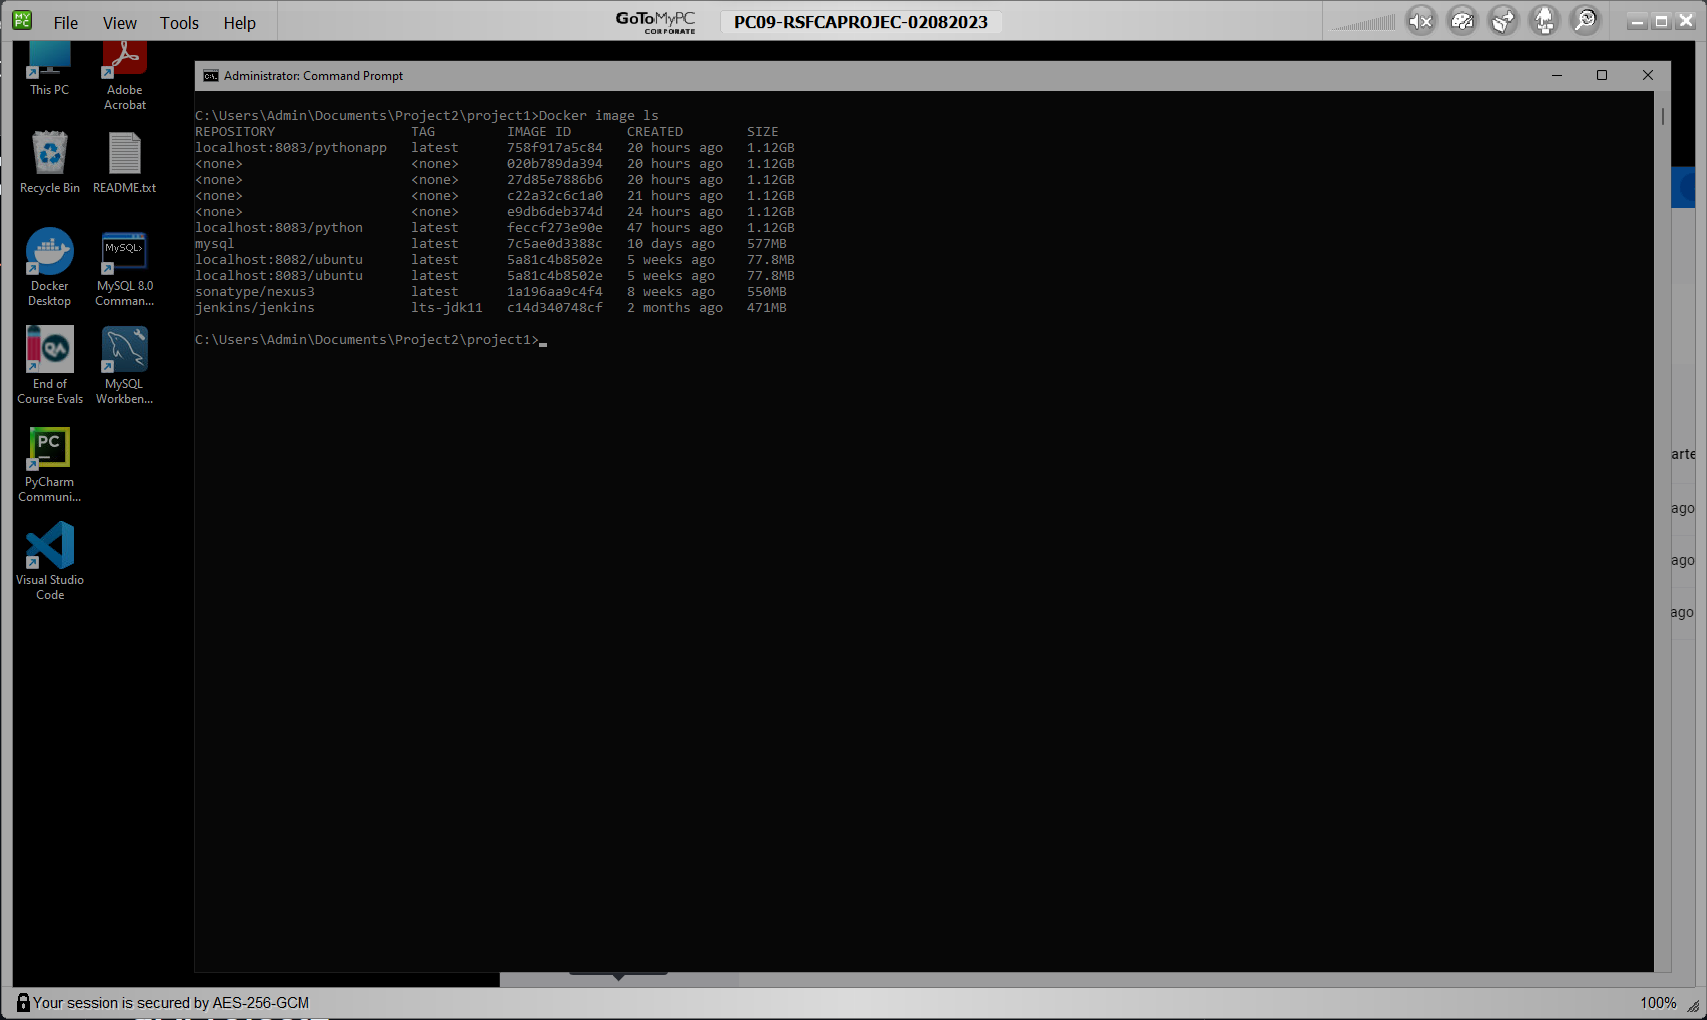 MY
PC
File View Tools Help
GoToMyPC
CORPORATE
PC09-RSFCAPROJEC-02082023
This PC
Adobe
Acrobat
Recycle Bin
README.txt
Docker
Desktop
MySQL>
MySQL 8.0
Comman...
QA
End of
Course Evals
MySQL
Workben...
PC
PyCharm
Communi...
Visual Studio
Code
Administrator: Command Prompt
C:\Users\Admin\Documents\Project2\project1>Docker image ls
REPOSITORY TAG IMAGE ID CREATED SIZE
localhost:8083/pythonapp latest 758f917a5c84 20 hours ago 1.12GB
<none> <none> 020b789da394 20 hours ago 1.12GB
<none> <none> 27d85e7886b6 20 hours ago 1.12GB
<none> <none> c22a32c6c1a0 21 hours ago 1.12GB
<none> <none> e9db6deb374d 24 hours ago 1.12GB
localhost:8083/python latest feccf273e90e 47 hours ago 1.12GB
mysql latest 7c5ae0d3388c 10 days ago 577MB
localhost:8082/ubuntu latest 5a81c4b8502e 5 weeks ago 77.8MB
localhost:8083/ubuntu latest 5a81c4b8502e 5 weeks ago 77.8MB
sonatype/nexus3 latest 1a196aa9c4f4 8 weeks ago 550MB
jenkins/jenkins lts-jdk11 c14d340748cf 2 months ago 471MB
C:\Users\Admin\Documents\Project2\project1>
arte
ago
ago
ago
Your session is secured by AES-256-GCM
100%